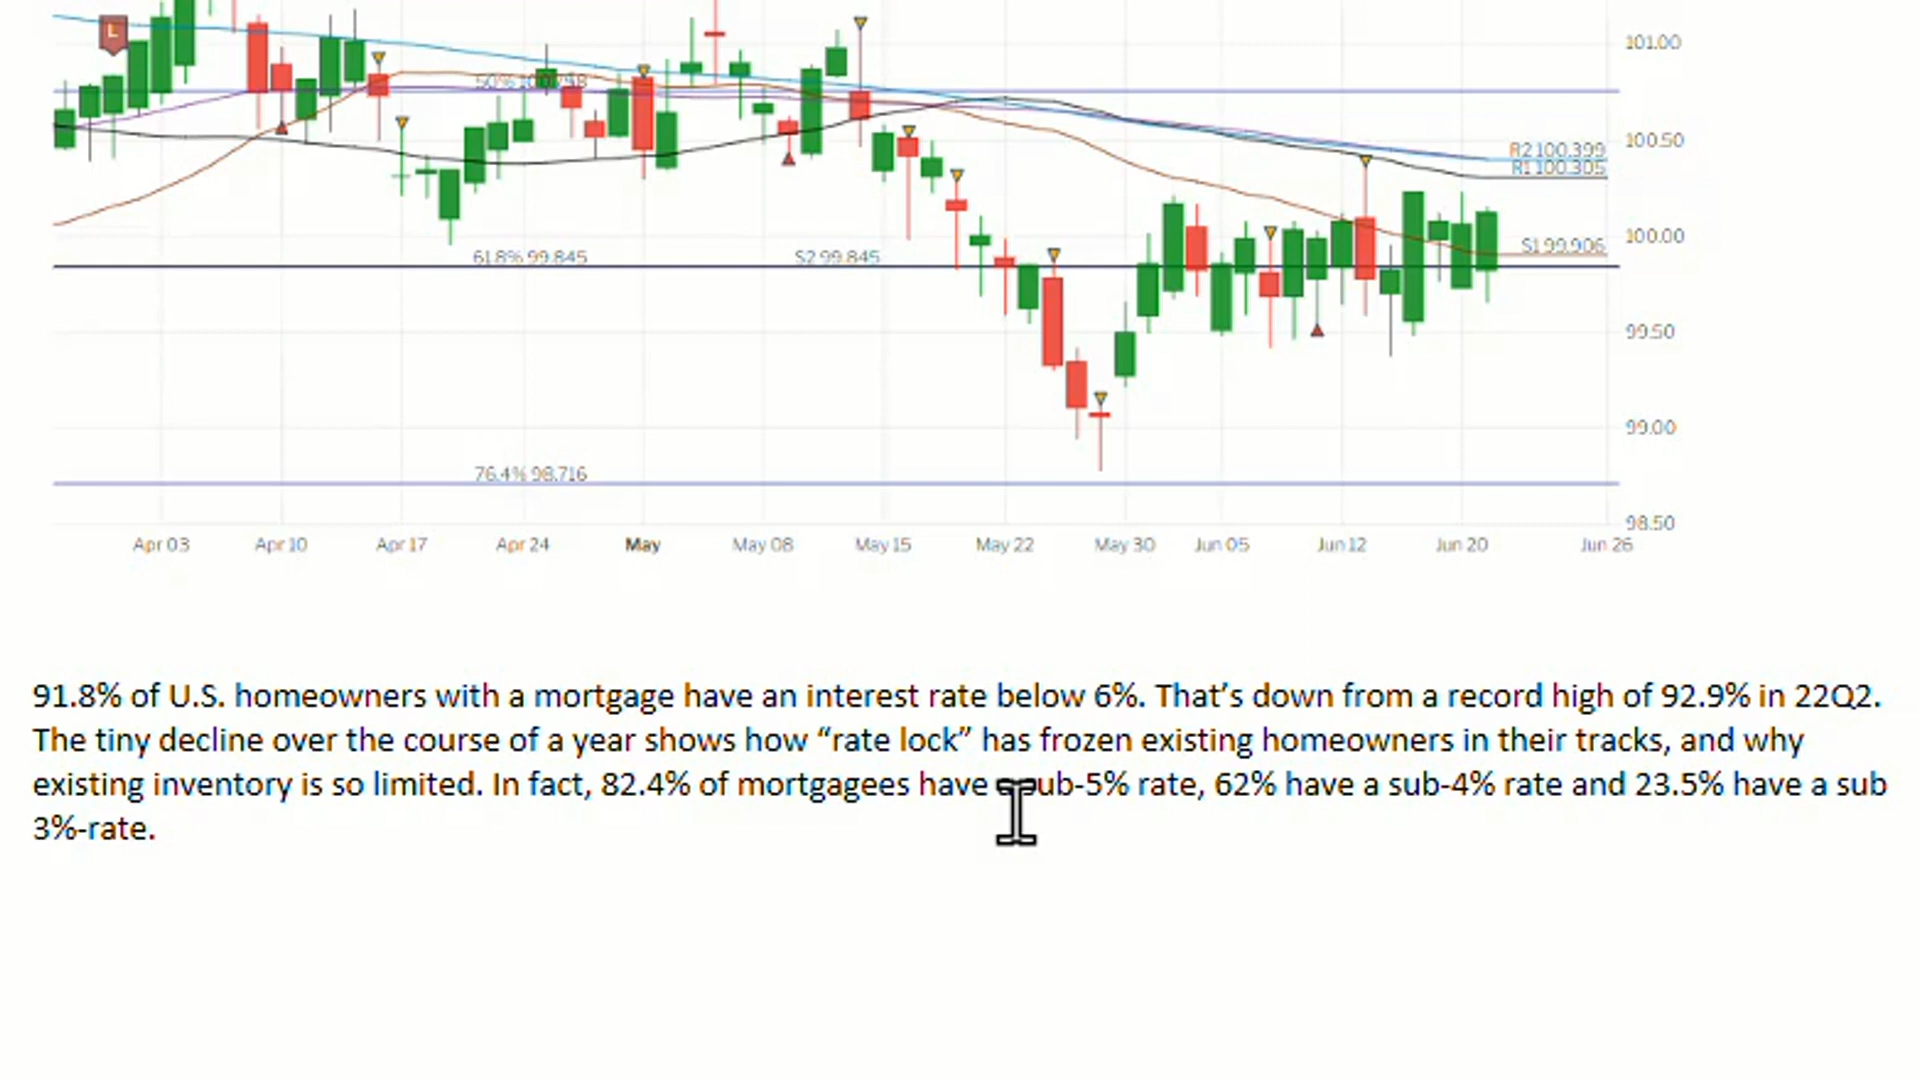 L
101.00
50% 100.758
100.50
R2 100.399
R1 100.305
100.00
S1 99.906
61.8% 99.845
S2 99.845
99.50
99.00
76.4% 98.716
98.50
Apr 03
Apr 10
Apr 17
Apr 24
May
May 08
May 15
May 22
May 30
Jun 05
Jun 12
Jun 20
Jun 26
91.8% of U.S. homeowners with a mortgage have an interest rate below 6%. That’s down from a record high of 92.9% in 22Q2.
The tiny decline over the course of a year shows how “rate lock” has frozen existing homeowners in their tracks, and why
existing inventory is so limited. In fact, 82.4% of mortgagees have sub-5% rate, 62% have a sub-4% rate and 23.5% have a sub
3%-rate.